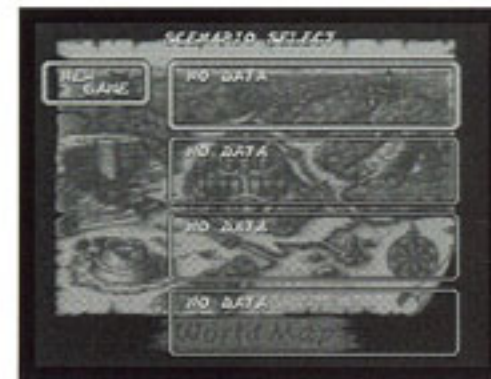 SCENARIO SELECT
NEW
GAME
NO DATA
NO DATA
NO DATA
NO DATA
World Map